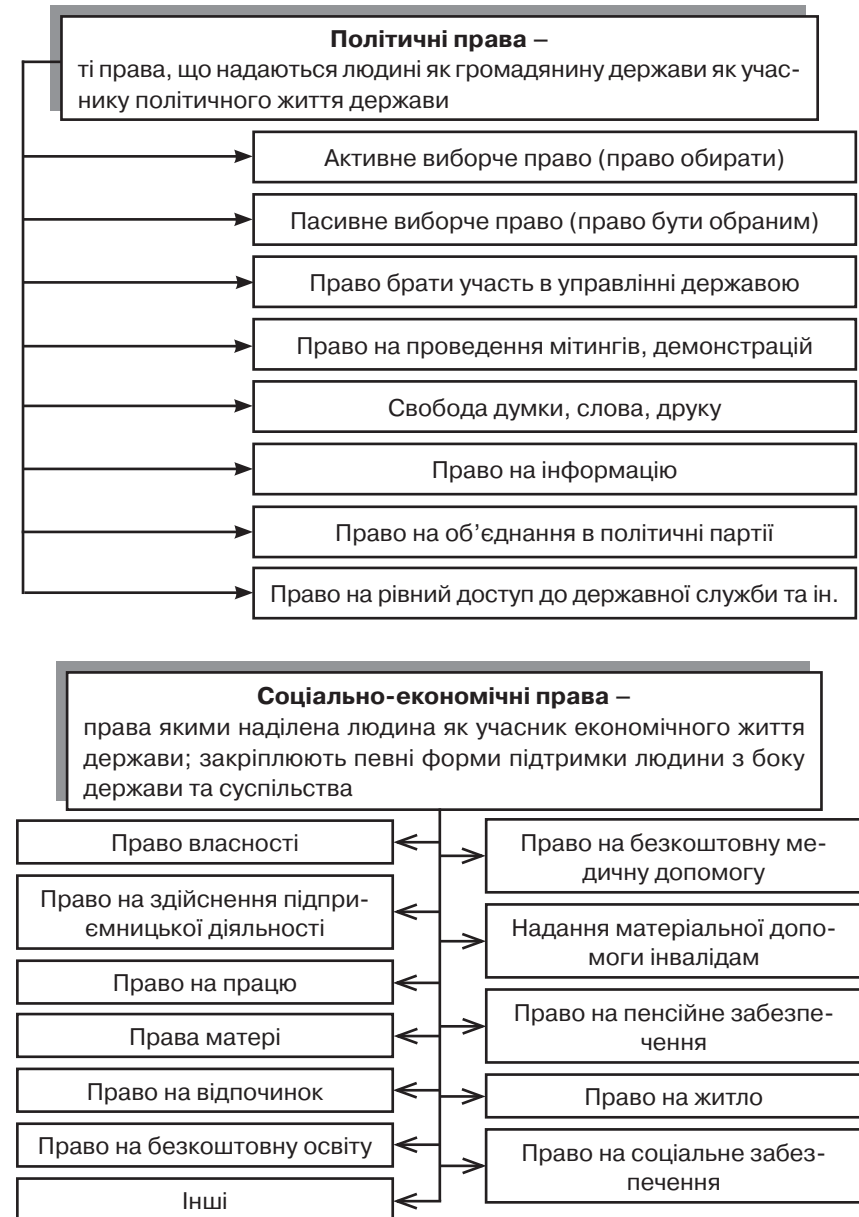 Політичні права –
ті права, що надаються людині як громадянину держави як учас-
нику політичного життя держави
Активне виборче право (право обирати)
Пасивне виборче право (право бути обраним)
Право брати участь в управлінні державою
Право на проведення мітингів, демонстрацій
Свобода думки, слова, друку
Право на інформацію
Право на об’єднання в політичні партії
Право на рівний доступ до державної служби та ін.
Соціально-економічні права –
права якими наділена людина як учасник економічного життя
держави; закріплюють певні форми підтримки людини з боку
держави та суспільства
Право власності
Право на здійснення підпри-
ємницької діяльності
Право на працю
Права матері
Право на відпочинок
Право на безкоштовну освіту
Інші
Право на безкоштовну ме-
дичну допомогу
Надання матеріальної допо-
моги інвалідам
Право на пенсійне забезпе-
чення
Право на житло
Право на соціальне забез-
печення